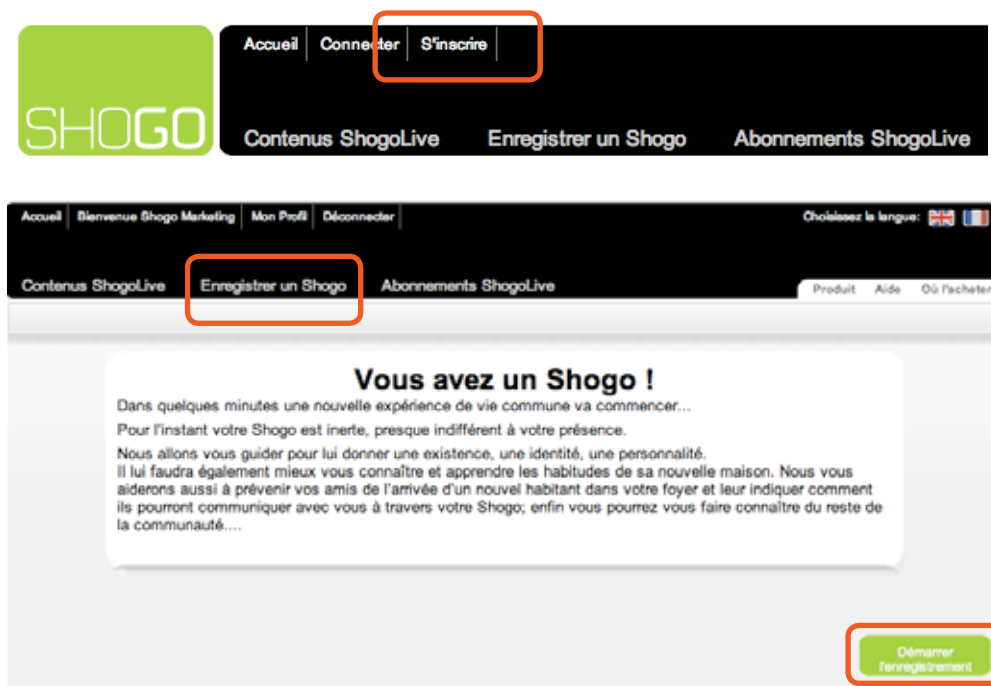 Accueil Connecter S'inscrire
SHOGO
Contenus ShogoLive Enregistrer un Shogo Abonnements ShogoLive
Accueil Bienvenue Shogo Marketing Mon Profil Déconnecter Choisissez la langue:
Contenus ShogoLive Enregistrer un Shogo Abonnements ShogoLive
Produit Aide Où l'acheter
Vous avez un Shogo !
Dans quelques minutes une nouvelle expérience de vie commune va commencer...
Pour l'instant votre Shogo est inerte, presque indifférent à votre présence.
Nous allons vous guider pour lui donner une existence, une identité, une personnalité.
Il lui faudra également mieux vous connaître et apprendre les habitudes de sa nouvelle maison. Nous vous
aiderons aussi à prévenir vos amis de l'arrivée d'un nouvel habitant dans votre foyer et leur indiquer comment
ils pourront communiquer avec vous à travers votre Shogo; enfin vous pourrez vous faire connaître du reste de
la communauté....
Démarrer
l'enregistrement